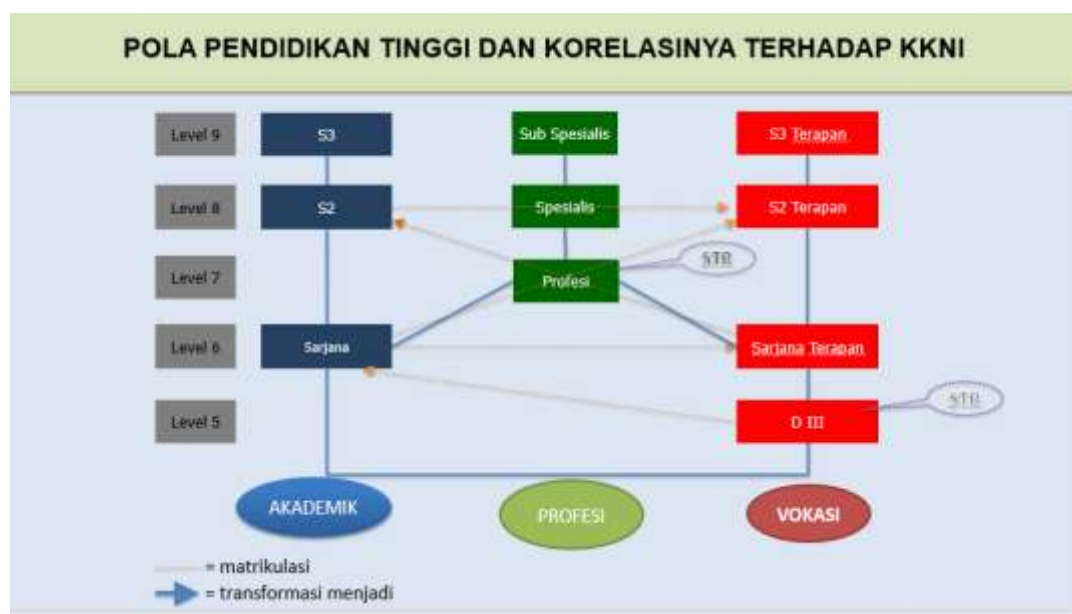 POLA PENDIDIKAN TINGGI DAN KORELASINYA TERHADAP KKNI
Level 9
S3
Sub Spesialis
S3 Terapan
Level 8
S2
Spesialis
S2 Terapan
STR
Level 7
Profesi
Level 6
Sarjana
Sarjana Terapan
STR
Level 5
D III
AKADEMIK
PROFESI
VOKASI
= matrikulasi
= transformasi menjadi